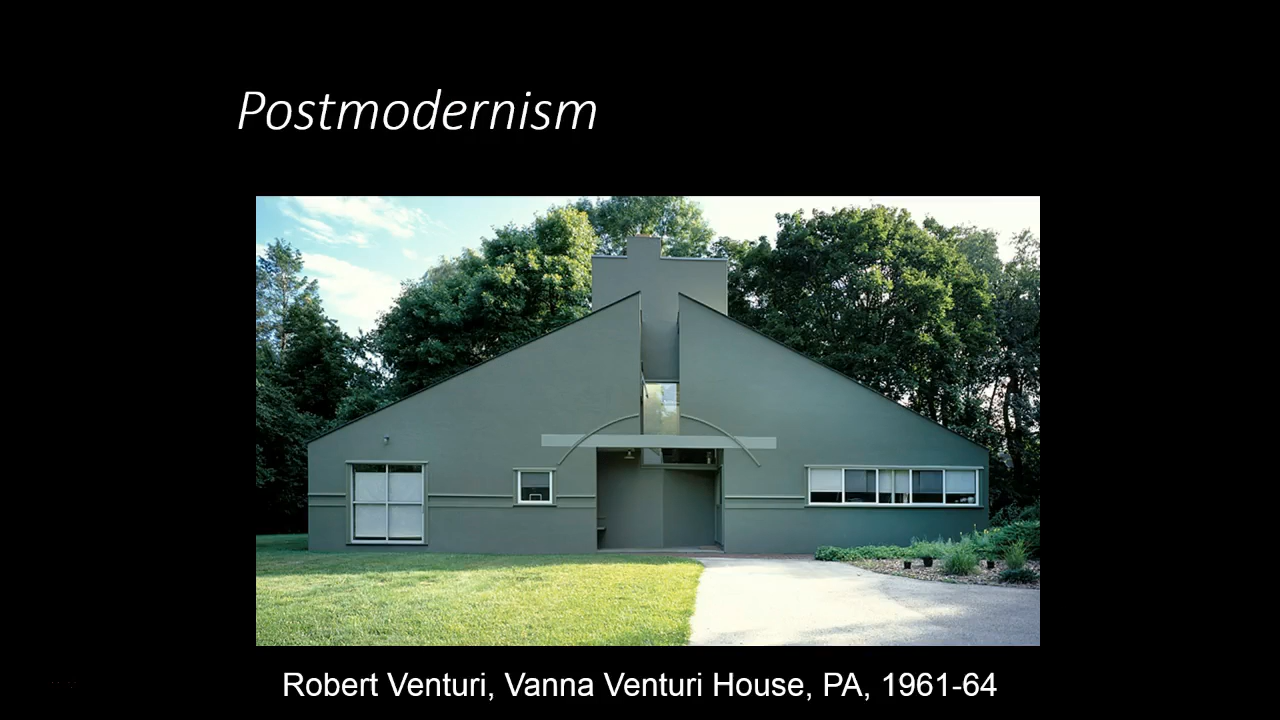 Postmodernism
Robert Venturi, Vanna Venturi House, PA, 1961-64